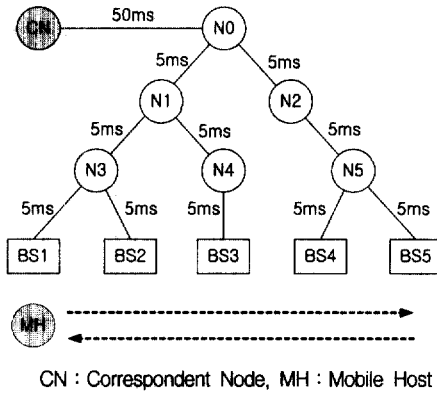 50ms
CN
N0
5ms
5ms
N1
N2
5ms
5ms
5ms
N3
N4
N5
5ms
5ms
5ms
5ms
5ms
BS1
BS2
BS3
BS4
BS5
MH
CN : Correspondent Node, MH : Mobile Host